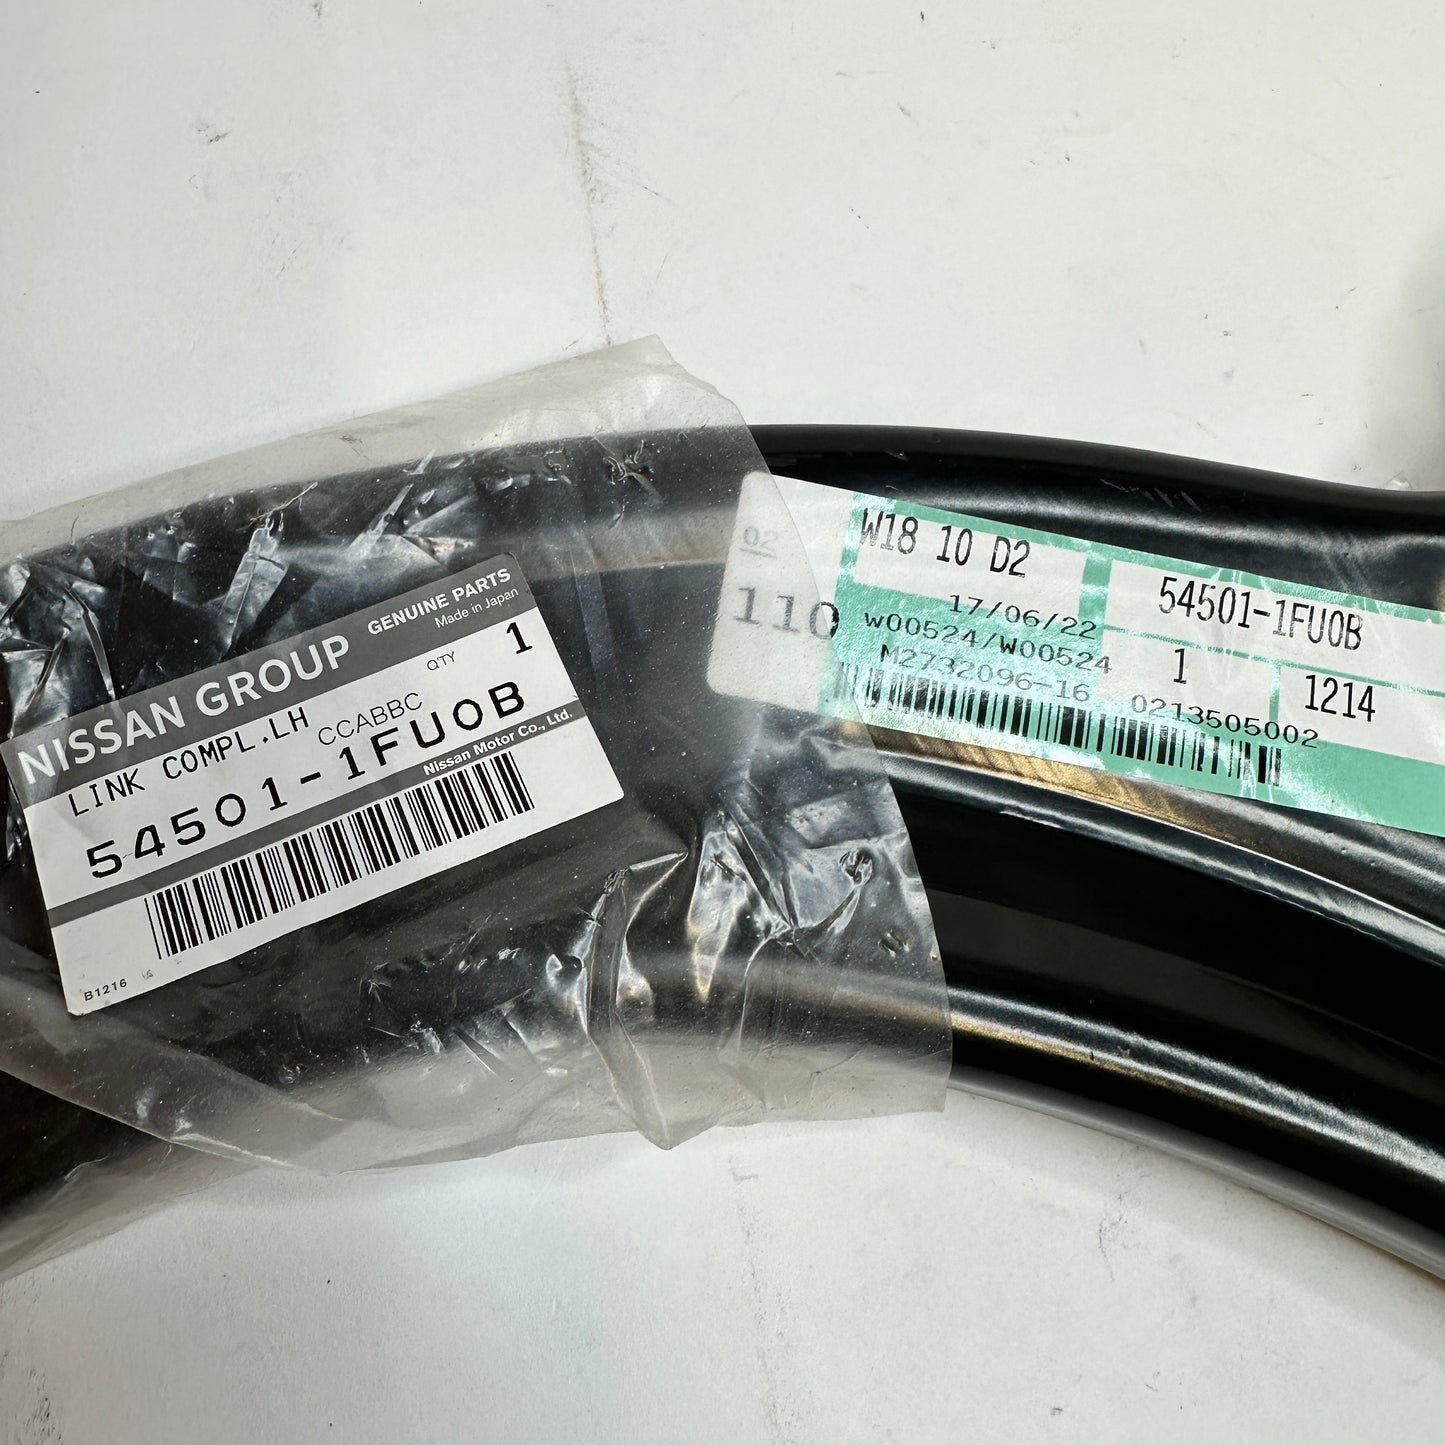 NISSAN GROUP GENUINE PARTS
Made in Japan
LINK COMPL.LH QTY 1
CCABBC
54501-1FU0B
Nissan Motor Co., Ltd.
B1216
02
110
W18 10 D2
17/06/22
W00524/W00524
M2732096-16
54501-1FU0B
1
1214
0213505002